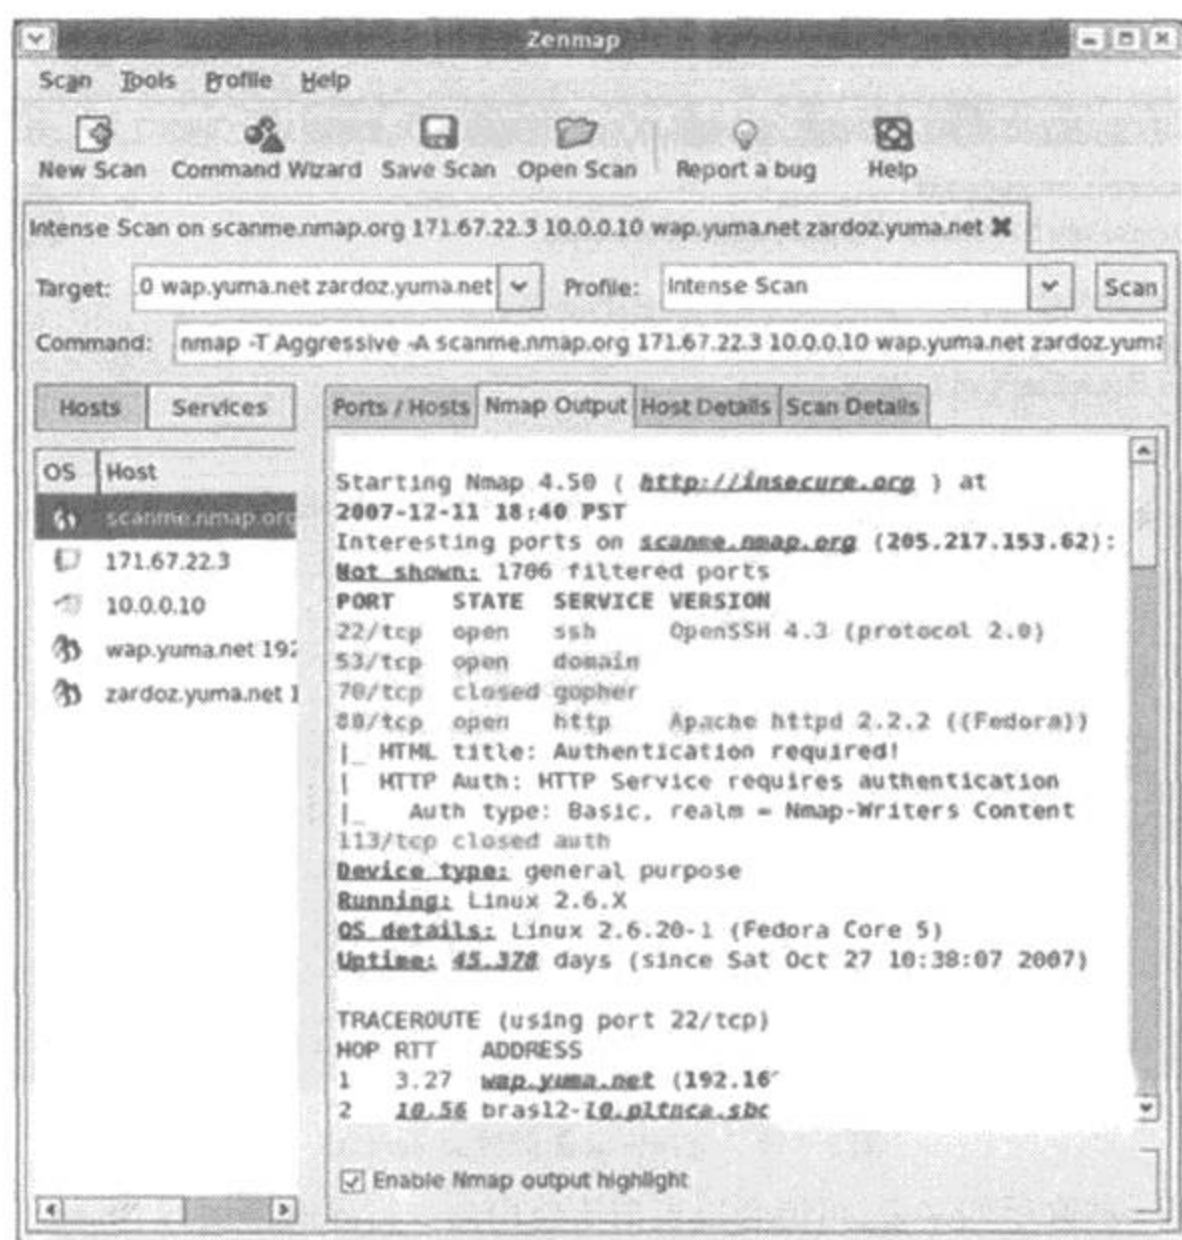 Zenmap
Scan Tools Profile Help
New Scan Command Wizard Save Scan Open Scan Report a bug Help
Intense Scan on scanme.nmap.org 171.67.22.3 10.0.0.10 wap.yuma.net zardoz.yuma.net
Target: .0 wap.yuma.net zardoz.yuma.net Profile: Intense Scan Scan
Command: nmap -T Aggressive -A scanme.nmap.org 171.67.22.3 10.0.0.10 wap.yuma.net zardoz.yuma
Hosts Services
Ports / Hosts Nmap Output Host Details Scan Details
OS Host
scanme.nmap.org
171.67.22.3
10.0.0.10
wap.yuma.net 192
zardoz.yuma.net 1
Starting Nmap 4.50 ( http://insecure.org ) at
2007-12-11 18:40 PST
Interesting ports on scanme.nmap.org (205.217.153.62):
Not shown: 1706 filtered ports
PORT STATE SERVICE VERSION
22/tcp open ssh OpenSSH 4.3 (protocol 2.0)
53/tcp open domain
70/tcp closed gopher
80/tcp open http Apache httpd 2.2.2 ((Fedora))
|_ HTML title: Authentication required!
| HTTP Auth: HTTP Service requires authentication
|_ Auth type: Basic, realm = Nmap-Writers Content
113/tcp closed auth
Device type: general purpose
Running: Linux 2.6.X
OS details: Linux 2.6.20-1 (Fedora Core 5)
Uptime: 45.378 days (since Sat Oct 27 10:38:07 2007)
TRACEROUTE (using port 22/tcp)
HOP RTT ADDRESS
1 3.27 wap.yuma.net (192.16
2 10.56 bras12-l0.pltnca.sbc
Enable Nmap output highlight